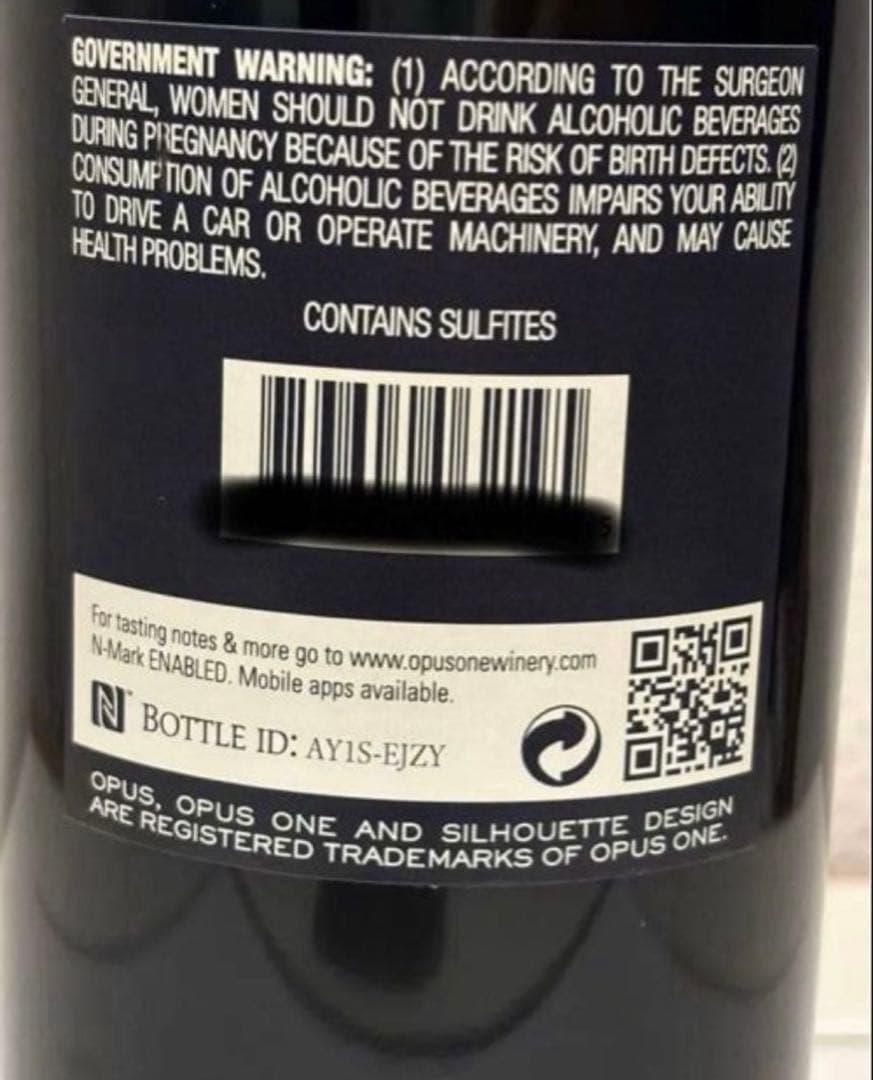 GOVERNMENT WARNING: (1) ACCORDING TO THE SURGEON
GENERAL, WOMEN SHOULD NOT DRINK ALCOHOLIC BEVERAGES
DURING PREGNANCY BECAUSE OF THE RISK OF BIRTH DEFECTS. (2)
CONSUMPTION OF ALCOHOLIC BEVERAGES IMPAIRS YOUR ABILITY
TO DRIVE A CAR OR OPERATE MACHINERY, AND MAY CAUSE
HEALTH PROBLEMS.
CONTAINS SULFITES
5
For tasting notes & more go to www.opusonewinery.com
N-Mark ENABLED. Mobile apps available.
N™ BOTTLE ID: AY1S-EJZY
OPUS, OPUS ONE AND SILHOUETTE DESIGN
ARE REGISTERED TRADEMARKS OF OPUS ONE.